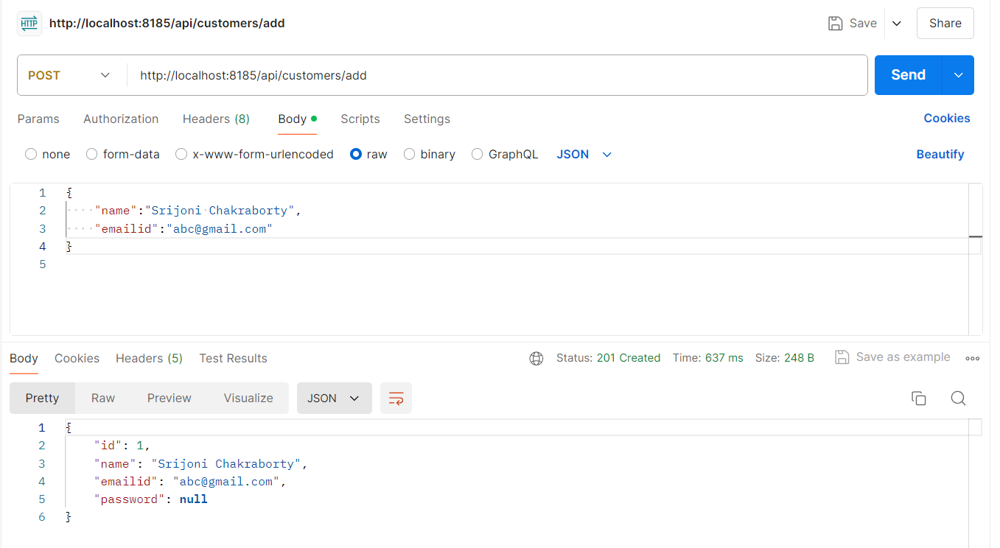 HTTP http://localhost:8185/api/customers/add Save Share
POST http://localhost:8185/api/customers/add Send
Params Authorization Headers (8) Body Scripts Settings Cookies
none form-data x-www-form-urlencoded raw binary GraphQL JSON Beautify
1 {
2 ····"name":"Srijoni·Chakraborty",
3 ····"emailid":"abc@gmail.com"
4 }
5
Body Cookies Headers (5) Test Results Status: 201 Created Time: 637 ms Size: 248 B Save as example
Pretty Raw Preview Visualize JSON
1 {
2 "id": 1,
3 "name": "Srijoni Chakraborty",
4 "emailid": "abc@gmail.com",
5 "password": null
6 }